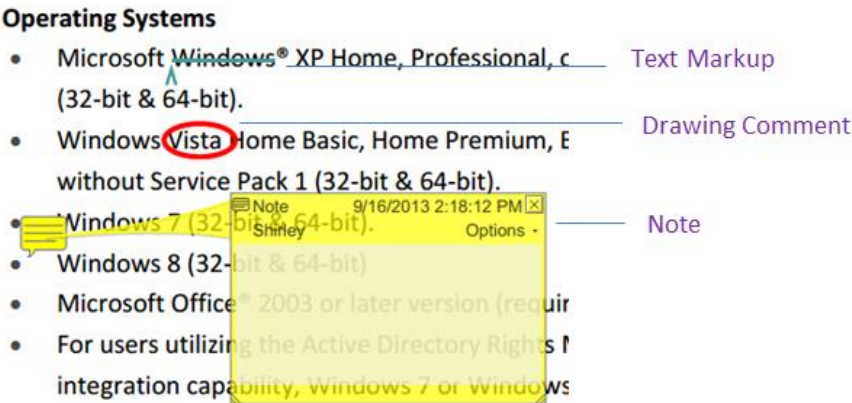 Operating Systems
• Microsoft Windows® XP Home, Professional,
(32-bit & 64-bit).
• Windows Vista Home Basic, Home Premium,
without Service Pack 1 (32-bit & 64-bit).
• Windows 7 (32-bit & 64-bit).
• Windows 8 (32-bit & 64-bit)
• Microsoft Office® 2003 or later version
• For users utilizing the Active Directory Rights
integration capability, Windows 7 or Windows
Note 9/16/2013 2:18:12 PM
Shirley Options
Text Markup
Drawing Comment
Note